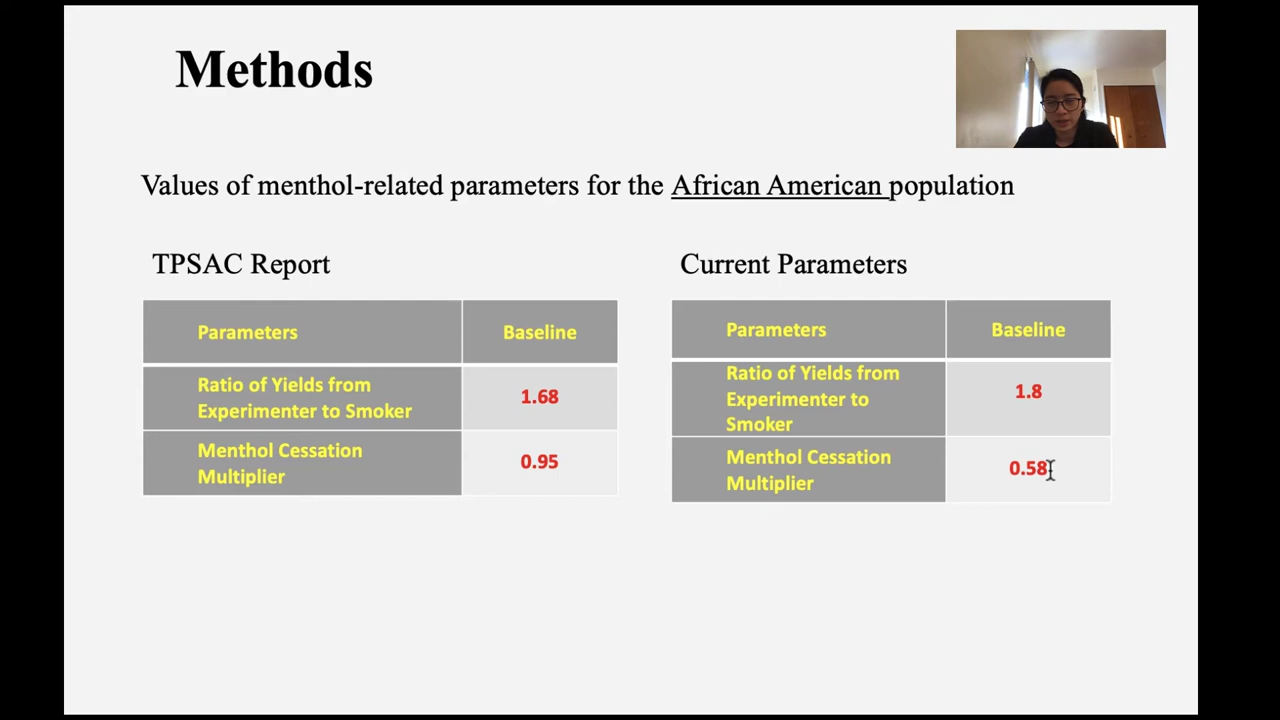 Methods
Values of menthol-related parameters for the African American population
TPSAC Report
Parameters
Baseline
Ratio of Yields from
Experimenter to Smoker
1.68
Menthol Cessation
Multiplier
0.95
Current Parameters
Parameters
Baseline
Ratio of Yields from
Experimenter to
Smoker
1.8
Menthol Cessation
Multiplier
0.58